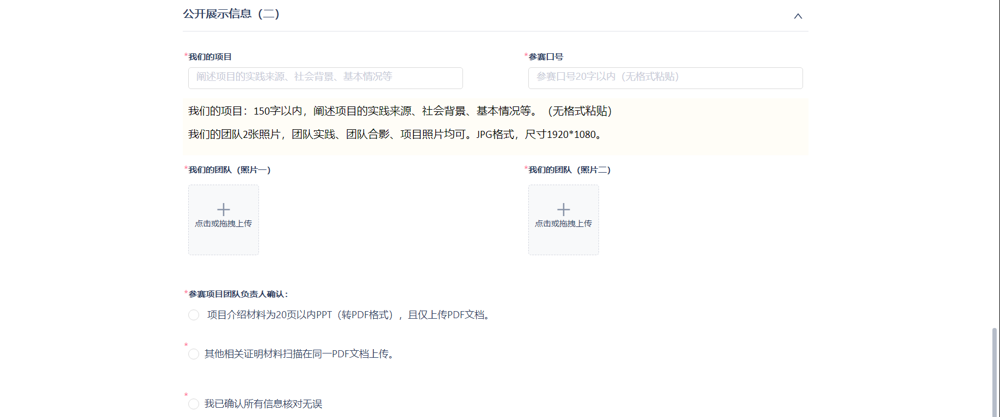 公开展示信息（二）
*我们的项目
*参赛口号
阐述项目的实践来源、社会背景、基本情况等
参赛口号20字以内（无格式粘贴）
我们的项目：150字以内，阐述项目的实践来源、社会背景、基本情况等。（无格式粘贴）
我们的团队2张照片，团队实践、团队合影、项目照片均可。JPG格式，尺寸1920*1080。
*我们的团队（照片一）
*我们的团队（照片二）
点击或拖拽上传
点击或拖拽上传
*参赛项目团队负责人确认：
项目介绍材料为20页以内PPT（转PDF格式），且仅上传PDF文档。
*其他相关证明材料扫描在同一PDF文档上传。
*我已确认所有信息核对无误